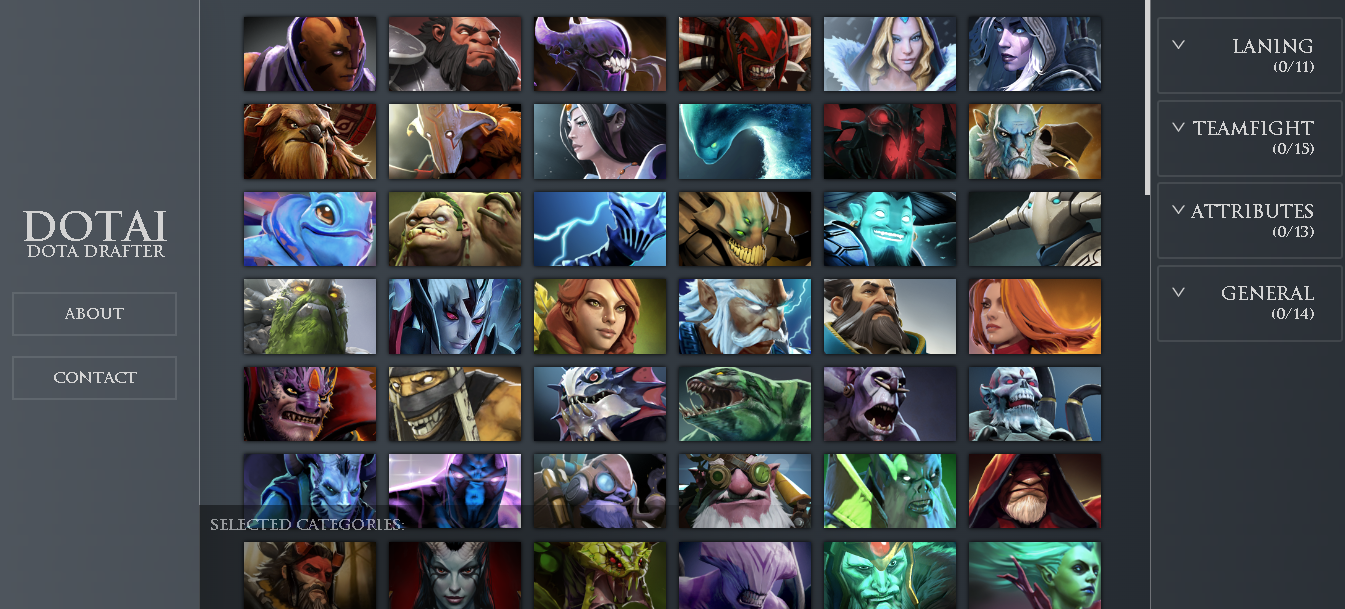 DOTAI
DOTA DRAFTER
ABOUT
CONTACT
SELECTED CATEGORIES:
LANING
(0/11)
TEAMFIGHT
(0/15)
ATTRIBUTES
(0/13)
GENERAL
(0/14)